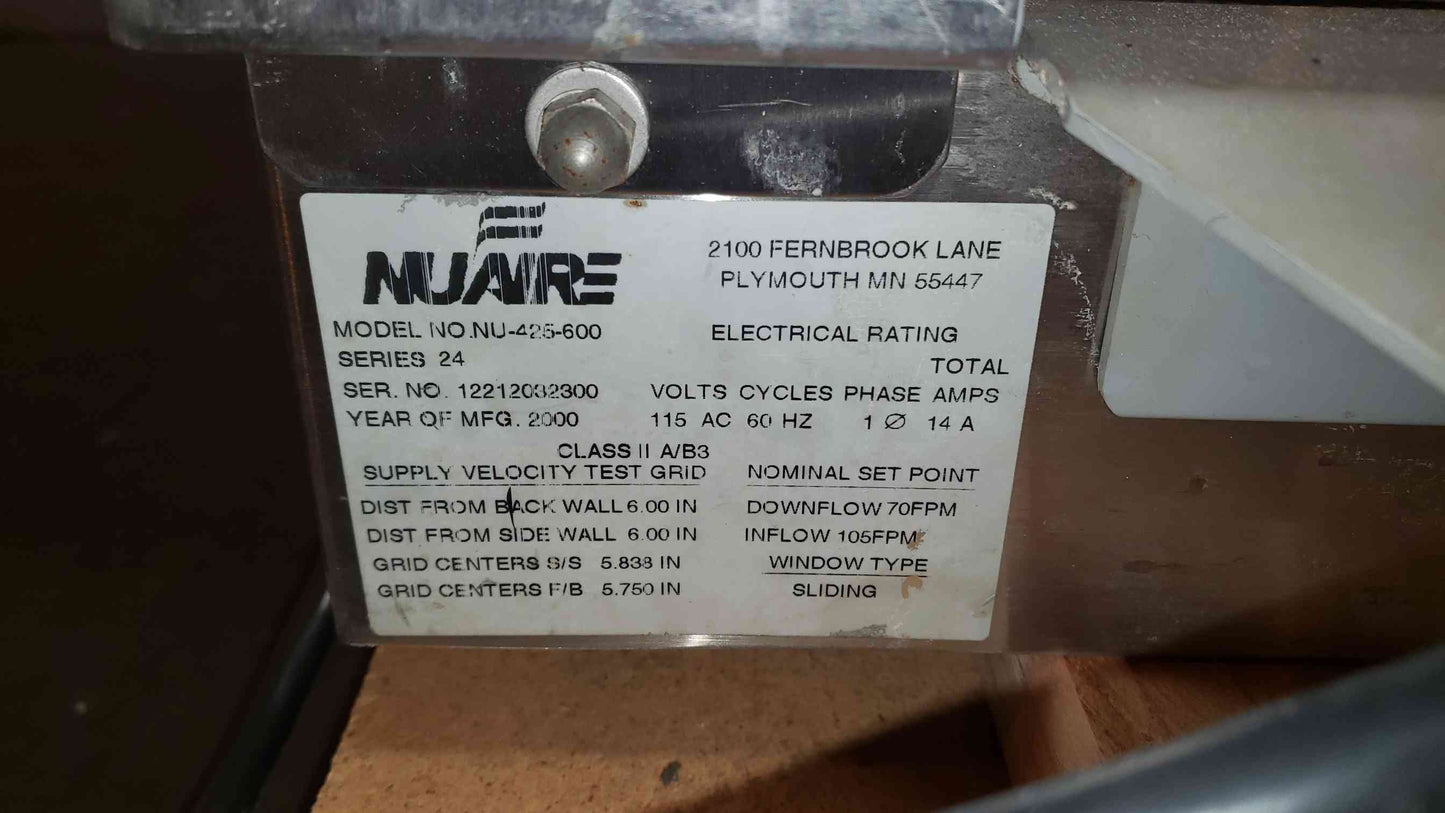 NUAIRE
2100 FERNBROOK LANE
PLYMOUTH MN 55447
MODEL NO.NU-425-600
SERIES 24
SER. NO. 12212032300
YEAR OF MFG. 2000
ELECTRICAL RATING
TOTAL
VOLTS CYCLES PHASE AMPS
115 AC 60 HZ 1 Ø 14 A
CLASS II A/B3
SUPPLY VELOCITY TEST GRID
DIST FROM BACK WALL 6.00 IN
DIST FROM SIDE WALL 6.00 IN
GRID CENTERS S/S 5.838 IN
GRID CENTERS F/B 5.750 IN
NOMINAL SET POINT
DOWNFLOW 70FPM
INFLOW 105FPM
WINDOW TYPE
SLIDING